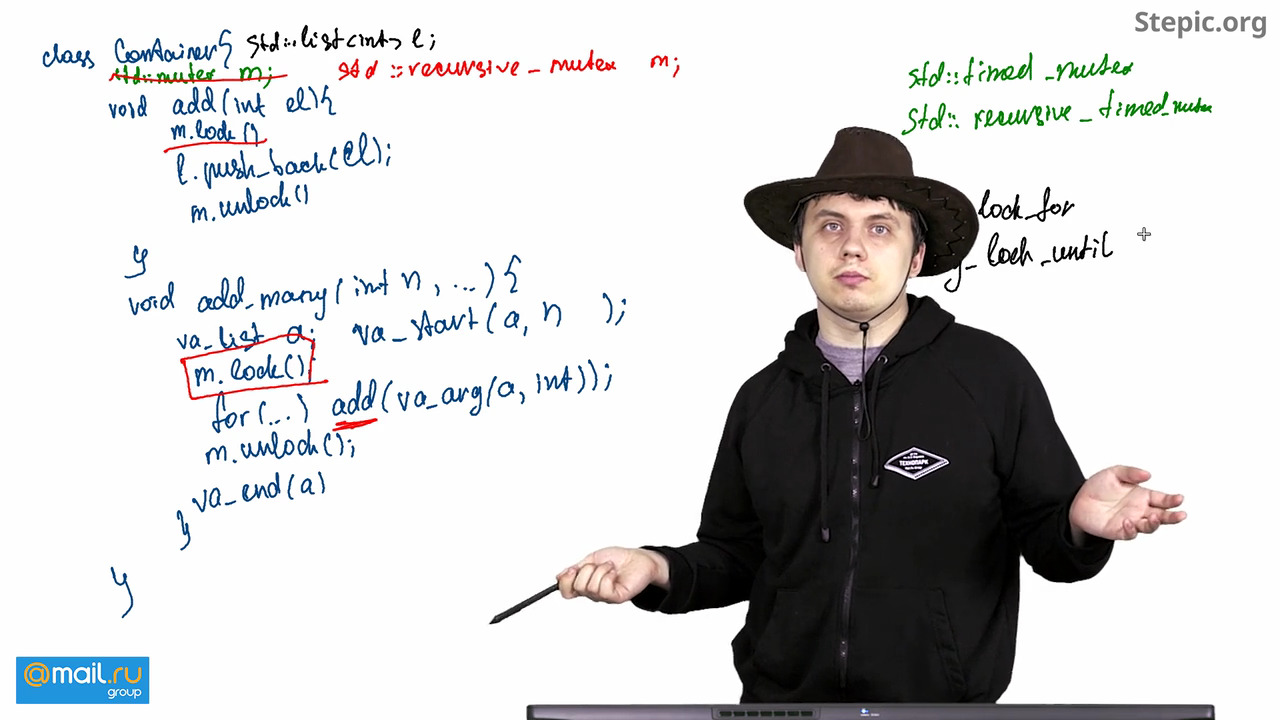 Stepic.org
class Container{ std::list<int> l;
std::mutex m; std::recursive_mutex m;
void add(int el){
m.lock()
l.push_back(el);
m.unlock()
}
void add_many(int n, ...) {
va_list a; va_start(a, n );
m.lock();
for(...) add(va_arg(a, int));
m.unlock();
va_end(a)
}
}
std::timed_mutex
std::recursive_timed_mutex
lock_for
y_lock_until
ТЕХНОПАРК
@mail.ru
group